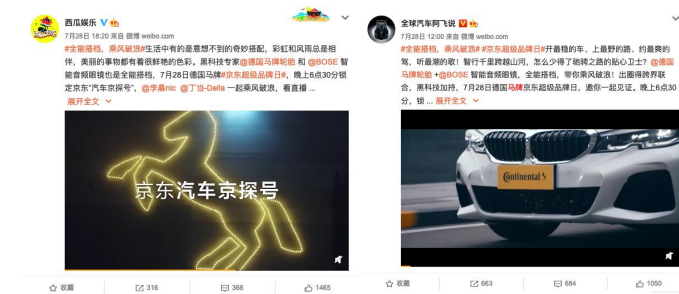 西瓜娱乐
7月28日 18:20 来自 微博 weibo.com
#全能搭档，乘风破浪#生活中有的是意想不到的奇妙搭配，彩虹和风雨总是相
伴，美丽的事物都有着很鲜艳的色彩。黑科技专家@德国马牌轮胎 和 @BOSE 智
能音频眼镜也是全能搭档，7月28日德国马牌#京东超级品牌日#，晚上6点30分锁
定京东“汽车京探号”，@李晨nic @丁当-Della 一起乘风破浪，看直播 ...
展开全文
京东汽车京探号
收藏
316
366
1465
全球汽车阿飞说
7月28日 12:00 来自 微博 weibo.com
#全能搭档，乘风破浪# #京东超级品牌日#开最稳的车、上最野的路、约最爽的
驾，听最潮的歌！智行千里跨越山河，怎么少得了驰骋之路的贴心卫士？@德国
马牌轮胎 +@BOSE 智能音频眼镜，全能搭档，带你乘风破浪！出圈得跨界联
合，黑科技加持，7月28日德国马牌京东超级品牌日，邀你一起见证。晚上6点30
分，锁 ... 展开全文
Continental
收藏
663
684
1050